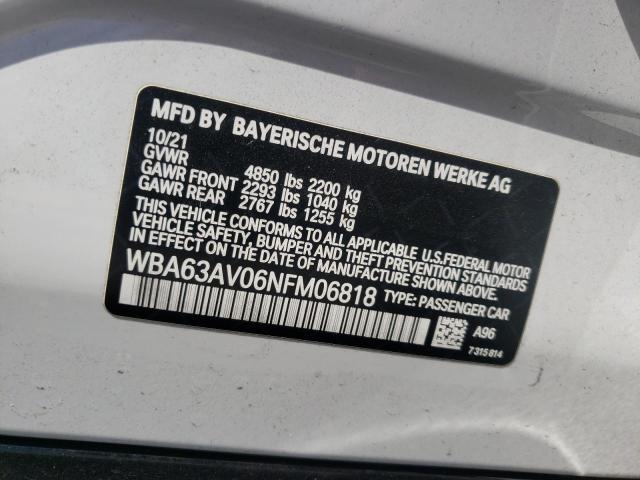 MFD BY BAYERISCHE MOTOREN WERKE AG
10/21
GVWR 4850 lbs 2200 kg
GAWR FRONT 2293 lbs 1040 kg
GAWR REAR 2767 lbs 1255 kg
THIS VEHICLE CONFORMS TO ALL APPLICABLE U.S. FEDERAL MOTOR
VEHICLE SAFETY, BUMPER AND THEFT PREVENTION STANDARDS
IN EFFECT ON THE DATE OF MANUFACTURE SHOWN ABOVE.
WBA63AV06NFM06818 TYPE: PASSENGER CAR
A96
7315814